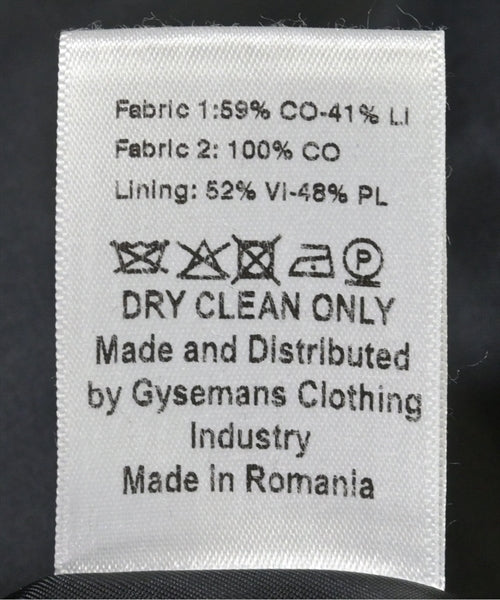 Fabric 1:59% CO-41% LI
Fabric 2: 100% CO
Lining: 52% VI-48% PL
P
DRY CLEAN ONLY
Made and Distributed
by Gysemans Clothing
Industry
Made in Romania